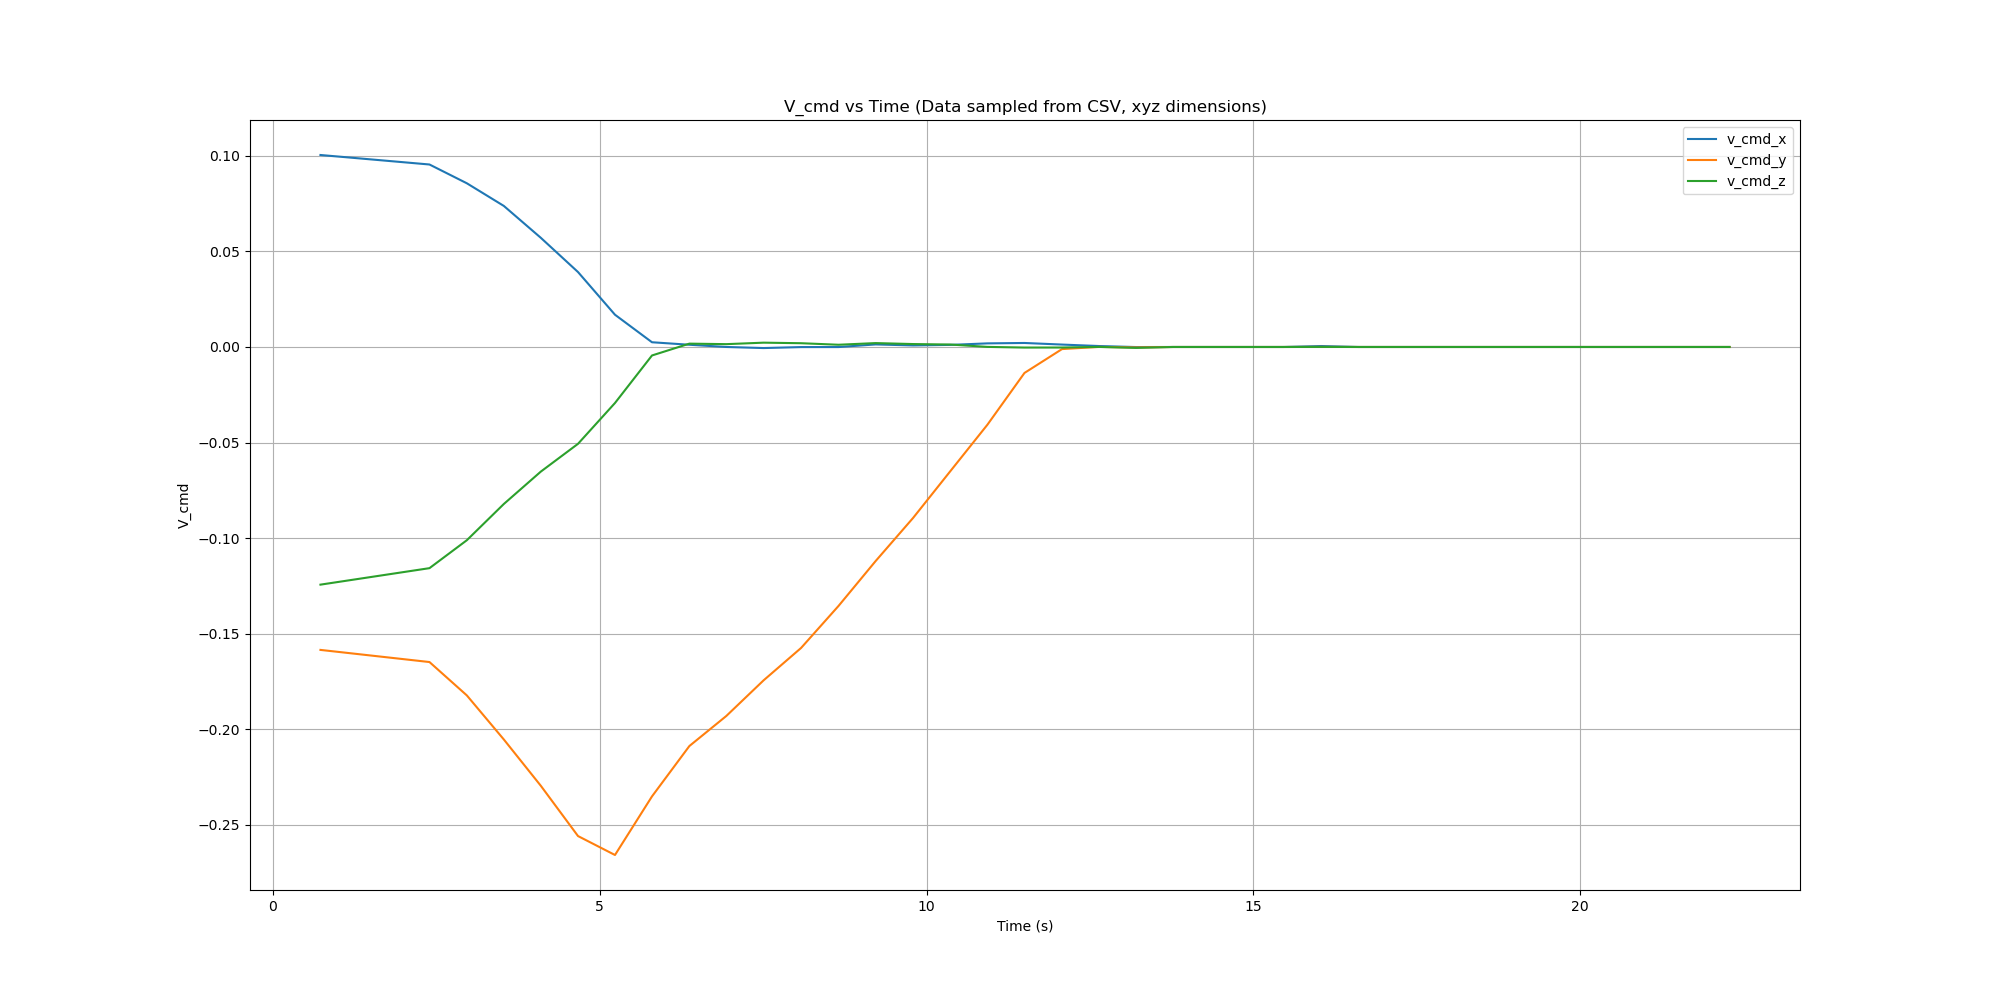 V_cmd vs Time (Data sampled from CSV, xyz dimensions)
v_cmd_x
v_cmd_y
v_cmd_z
0.10
0.05
0.00
−0.05
−0.10
−0.15
−0.20
−0.25
V_cmd
0 5 10 15 20
Time (s)